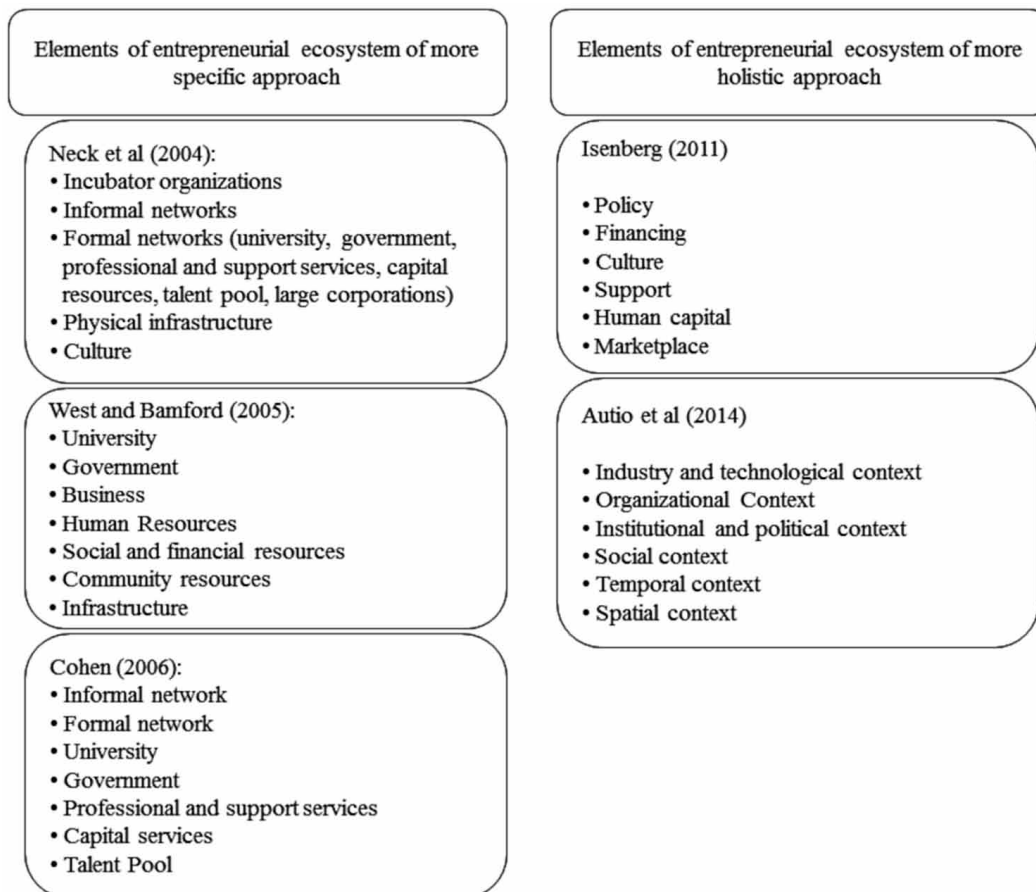 Elements of entrepreneurial ecosystem of more
specific approach
Neck et al (2004):
• Incubator organizations
• Informal networks
• Formal networks (university, government,
professional and support services, capital
resources, talent pool, large corporations)
• Physical infrastructure
• Culture
West and Bamford (2005):
• University
• Government
• Business
• Human Resources
• Social and financial resources
• Community resources
• Infrastructure
Cohen (2006):
• Informal network
• Formal network
• University
• Government
• Professional and support services
• Capital services
• Talent Pool
Elements of entrepreneurial ecosystem of more
holistic approach
Isenberg (2011)
• Policy
• Financing
• Culture
• Support
• Human capital
• Marketplace
Autio et al (2014)
• Industry and technological context
• Organizational Context
• Institutional and political context
• Social context
• Temporal context
• Spatial context